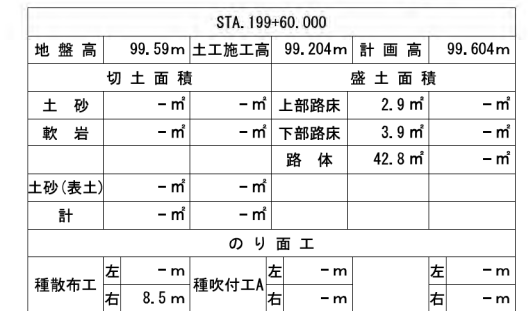 STA.199+60.000
地盤高 99.59m 土工施工高 99.204m 計画高 99.604m
切土面積 盛土面積
土砂 -㎡ -㎡ 上部路床 2.9㎡ -㎡
軟岩 -㎡ -㎡ 下部路床 3.9㎡ -㎡
路体 42.8㎡ -㎡
土砂(表土) -㎡ -㎡
計 -㎡ -㎡
のり面工
種散布工 左 -m 種吹付工A 左 -m 左 -m
右 8.5m 右 -m 右 -m